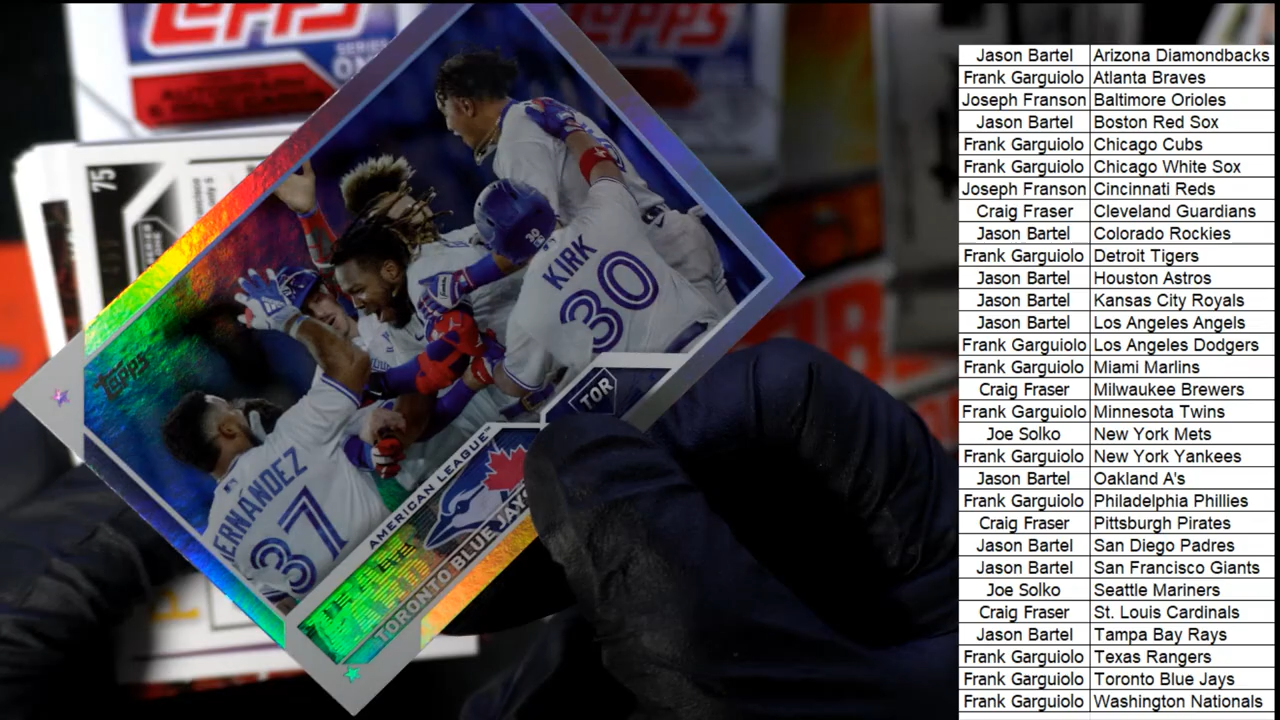 TOPPS
SERIES
75
KIRK
30
30
TOPPS
TOR
HERNANDEZ
37
AMERICAN LEAGUE™
TORONTO BLUE JAYS
Jason Bartel Arizona Diamondbacks
Frank Garguiolo Atlanta Braves
Joseph Franson Baltimore Orioles
Jason Bartel Boston Red Sox
Frank Garguiolo Chicago Cubs
Frank Garguiolo Chicago White Sox
Joseph Franson Cincinnati Reds
Craig Fraser Cleveland Guardians
Jason Bartel Colorado Rockies
Frank Garguiolo Detroit Tigers
Jason Bartel Houston Astros
Jason Bartel Kansas City Royals
Jason Bartel Los Angeles Angels
Frank Garguiolo Los Angeles Dodgers
Frank Garguiolo Miami Marlins
Craig Fraser Milwaukee Brewers
Frank Garguiolo Minnesota Twins
Joe Solko New York Mets
Frank Garguiolo New York Yankees
Jason Bartel Oakland A's
Frank Garguiolo Philadelphia Phillies
Craig Fraser Pittsburgh Pirates
Jason Bartel San Diego Padres
Jason Bartel San Francisco Giants
Joe Solko Seattle Mariners
Craig Fraser St. Louis Cardinals
Jason Bartel Tampa Bay Rays
Frank Garguiolo Texas Rangers
Frank Garguiolo Toronto Blue Jays
Frank Garguiolo Washington Nationals